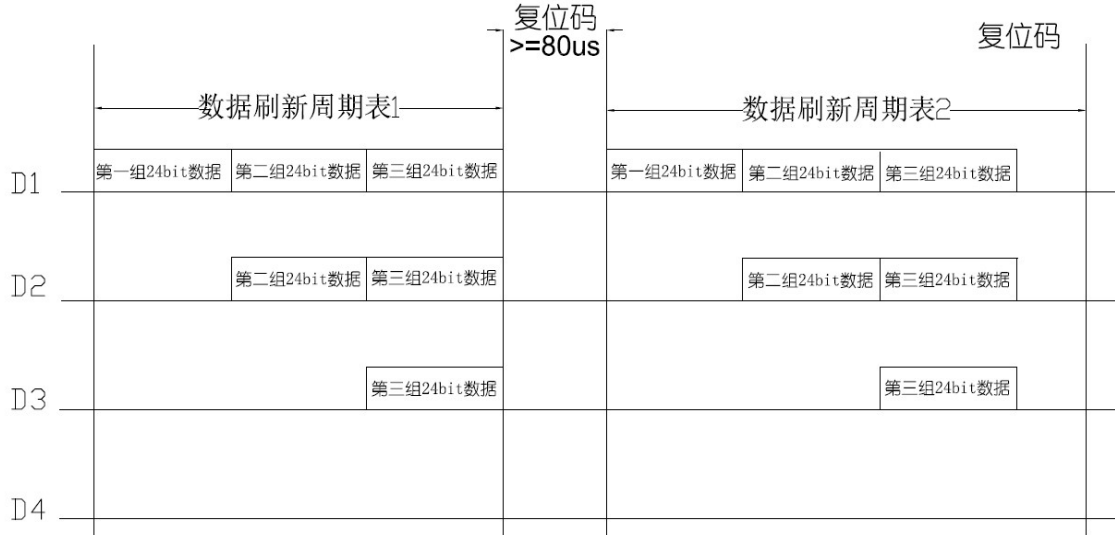 复位码
>=80us
复位码
数据刷新周期表1
数据刷新周期表2
D1
第一组24bit数据
第二组24bit数据
第三组24bit数据
第一组24bit数据
第二组24bit数据
第三组24bit数据
D2
第二组24bit数据
第三组24bit数据
第二组24bit数据
第三组24bit数据
D3
第三组24bit数据
第三组24bit数据
D4